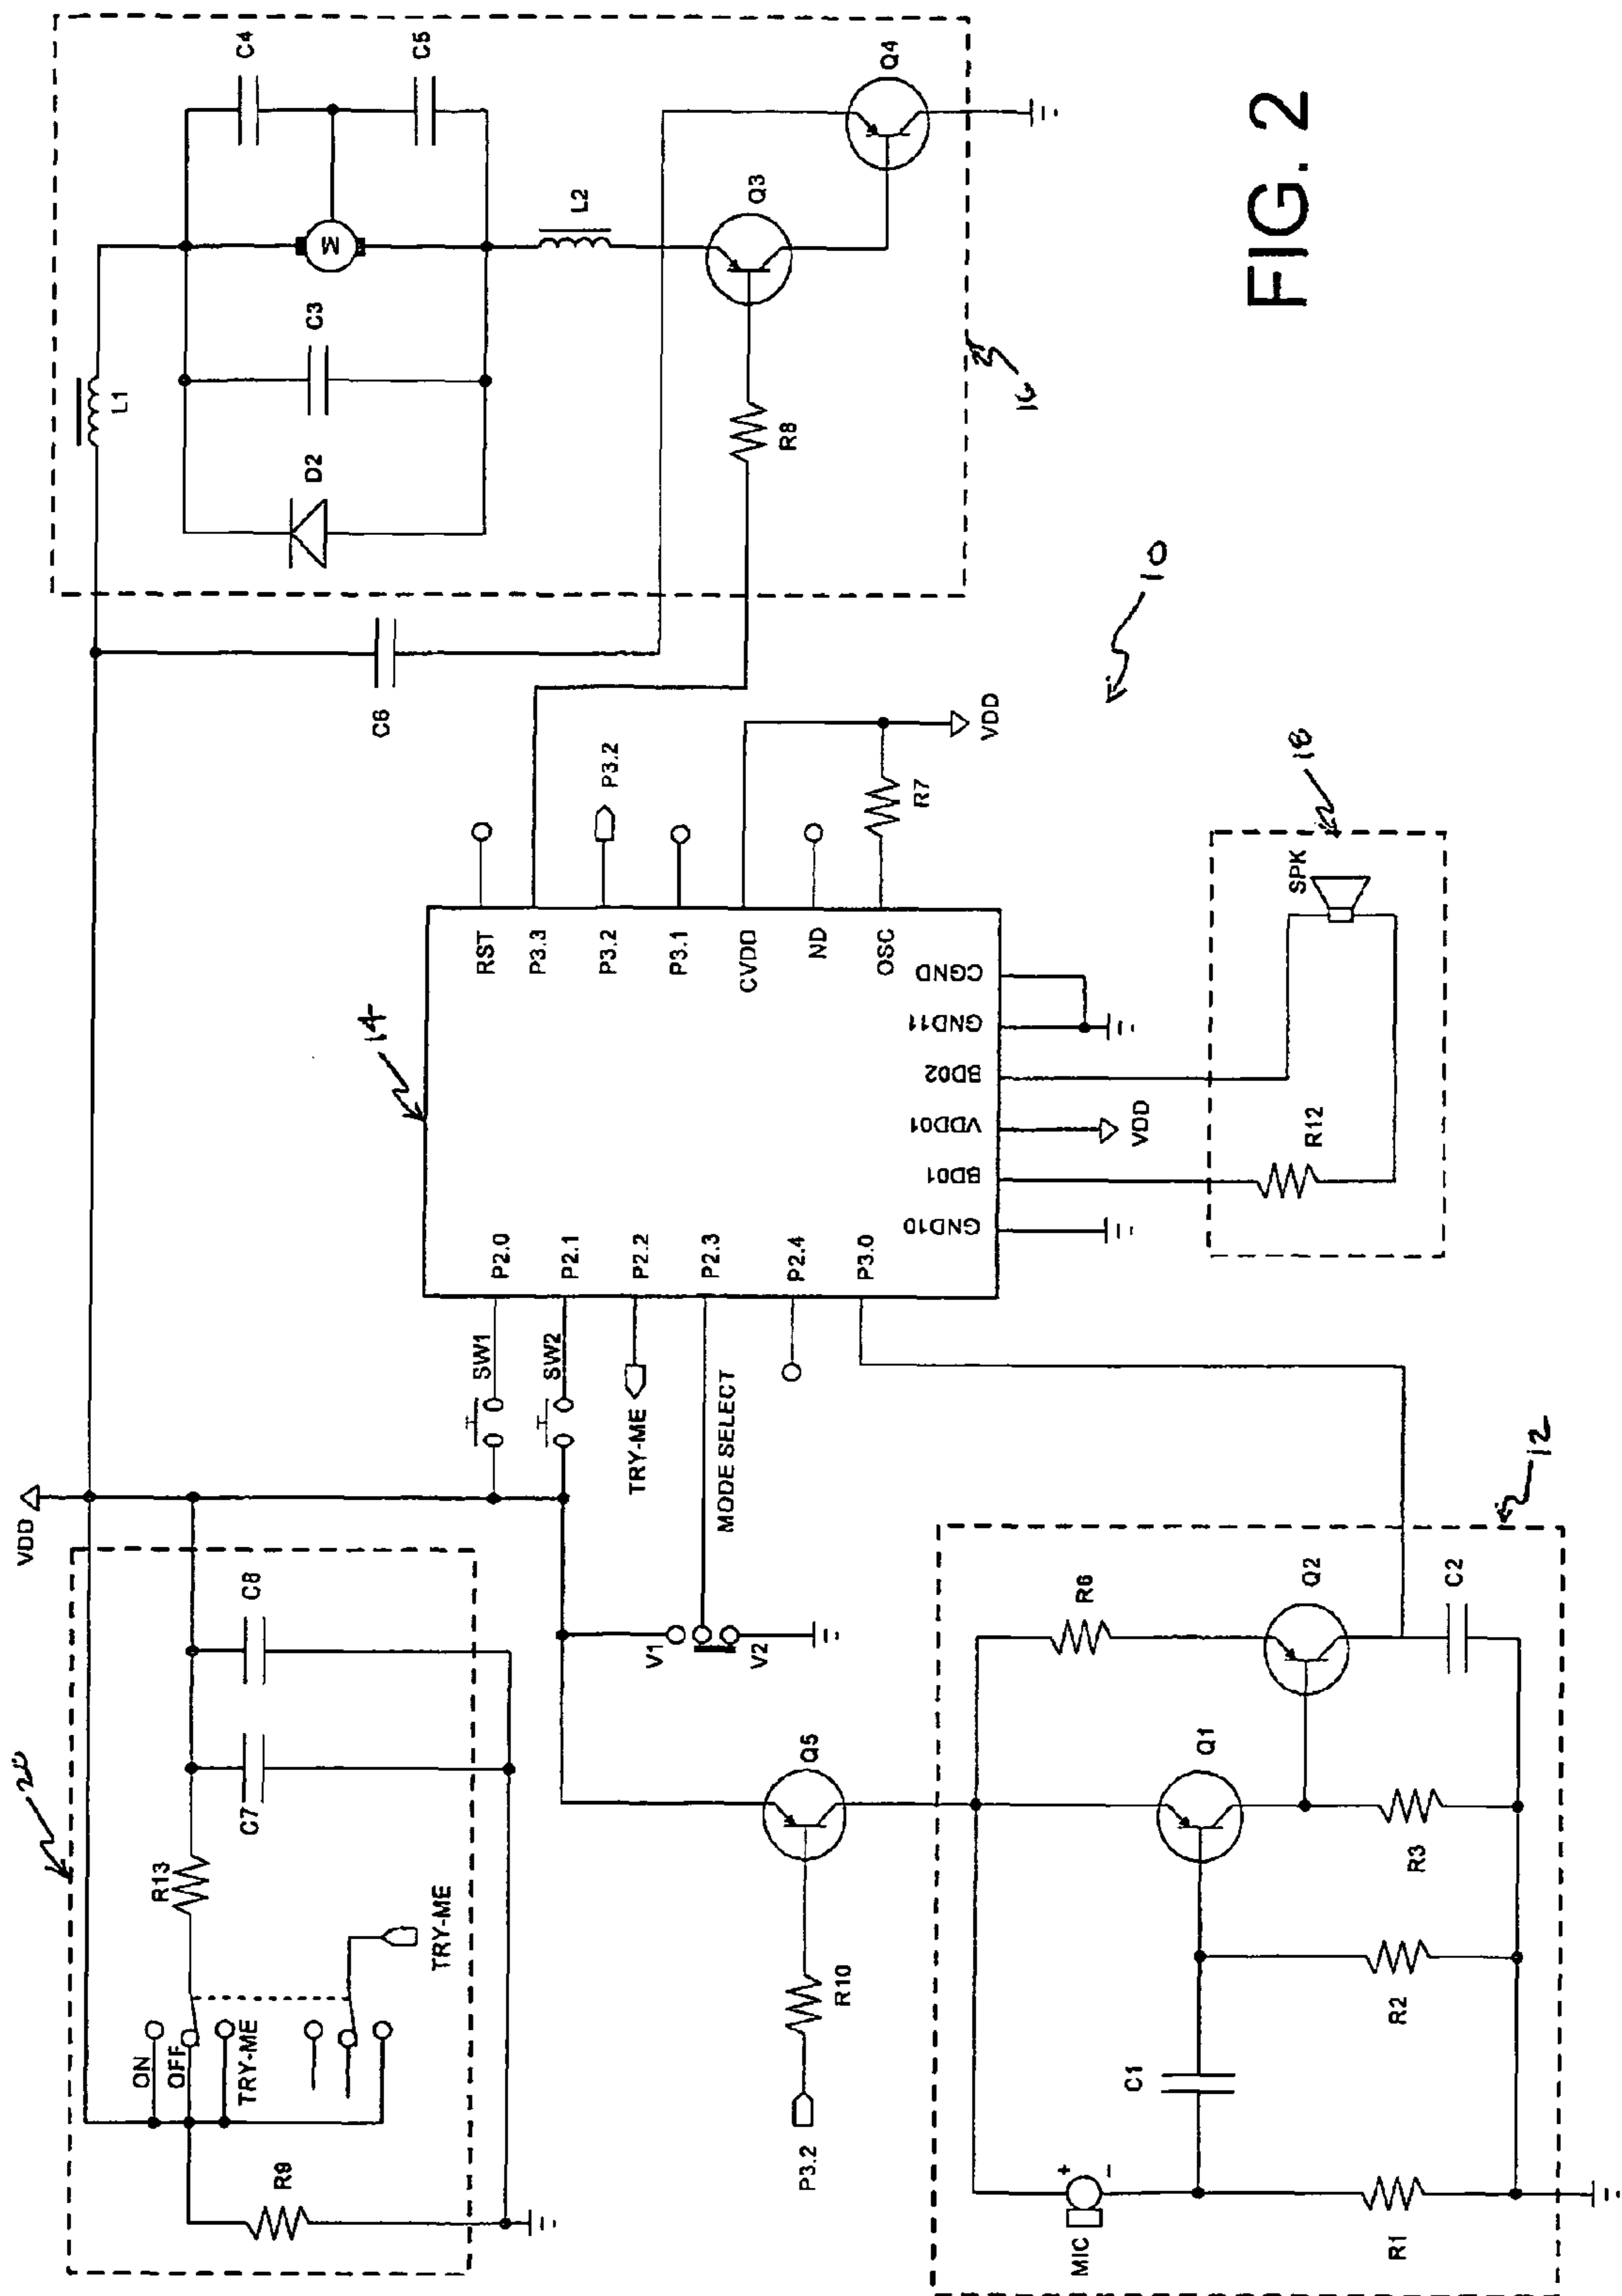 FIG. 2
10
20
ON
OFF
TRY-ME
R9
R13
C7
C8
TRY-ME
VDD
C6
L1
D2
C3
M
C4
C5
L2
Q3
Q4
R8
16
14
SW1
SW2
TRY-ME
MODE SELECT
V1
V2
P2.0
P2.1
P2.2
P2.3
P2.4
P3.0
RST
P3.3
P3.2
P3.1
CVDD
ND
OSC
P3.2
R7
VDD
GND10
BD01
VDD01
BD02
GND11
CGND
VDD
18
SPK
R12
P3.2
R10
Q5
12
MIC
+
-
C1
R1
R2
R3
Q1
R6
Q2
C2